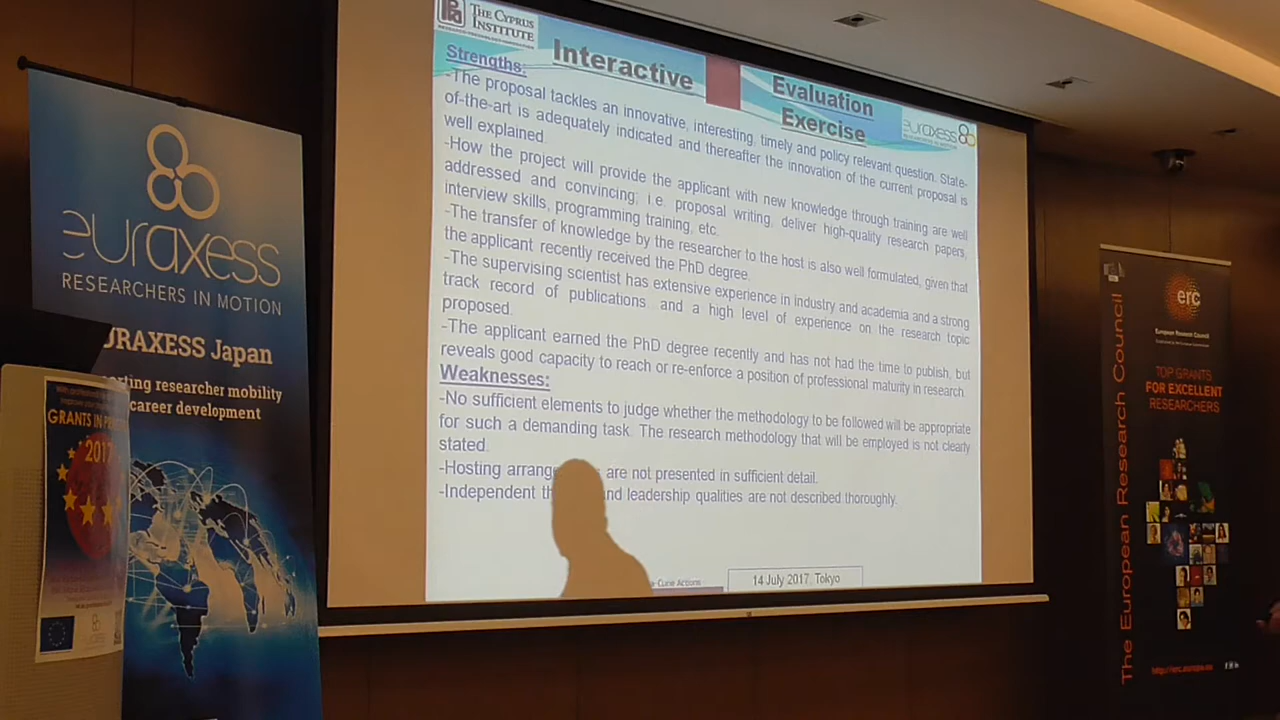 euraxess
RESEARCHERS IN MOTION
EURAXESS Japan
researcher mobility
career development
GRANTS IN
2017
THE CYPRUS
INSTITUTE
Interactive
Evaluation
Exercise
euraxess
Strengths:
-The proposal tackles an innovative, interesting, timely and policy relevant question. State-
of-the-art is adequately indicated and thereafter the innovation of the current proposal is
well explained.
-How the project will provide the applicant with new knowledge through training are well
addressed and convincing; i.e. proposal writing, deliver high-quality research papers,
interview skills, programming training, etc.
-The transfer of knowledge by the researcher to the host is also well formulated, given that
the applicant recently received the PhD degree.
-The supervising scientist has extensive experience in industry and academia and a strong
track record of publications and a high level of experience on the research topic
proposed.
-The applicant earned the PhD degree recently and has not had the time to publish, but
reveals good capacity to reach or re-enforce a position of professional maturity in research.
Weaknesses:
-No sufficient elements to judge whether the methodology to be followed will be appropriate
for such a demanding task. The research methodology that will be employed is not clearly
stated.
-Hosting arrange are not presented in sufficient detail.
-Independent th nd leadership qualities are not described thoroughly.
Actions
14 July 2017, Tokyo
The European Research Council
erc
European Research Council
TOP GRANTS
FOR EXCELLENT
RESEARCHERS
http://erc.europa.eu